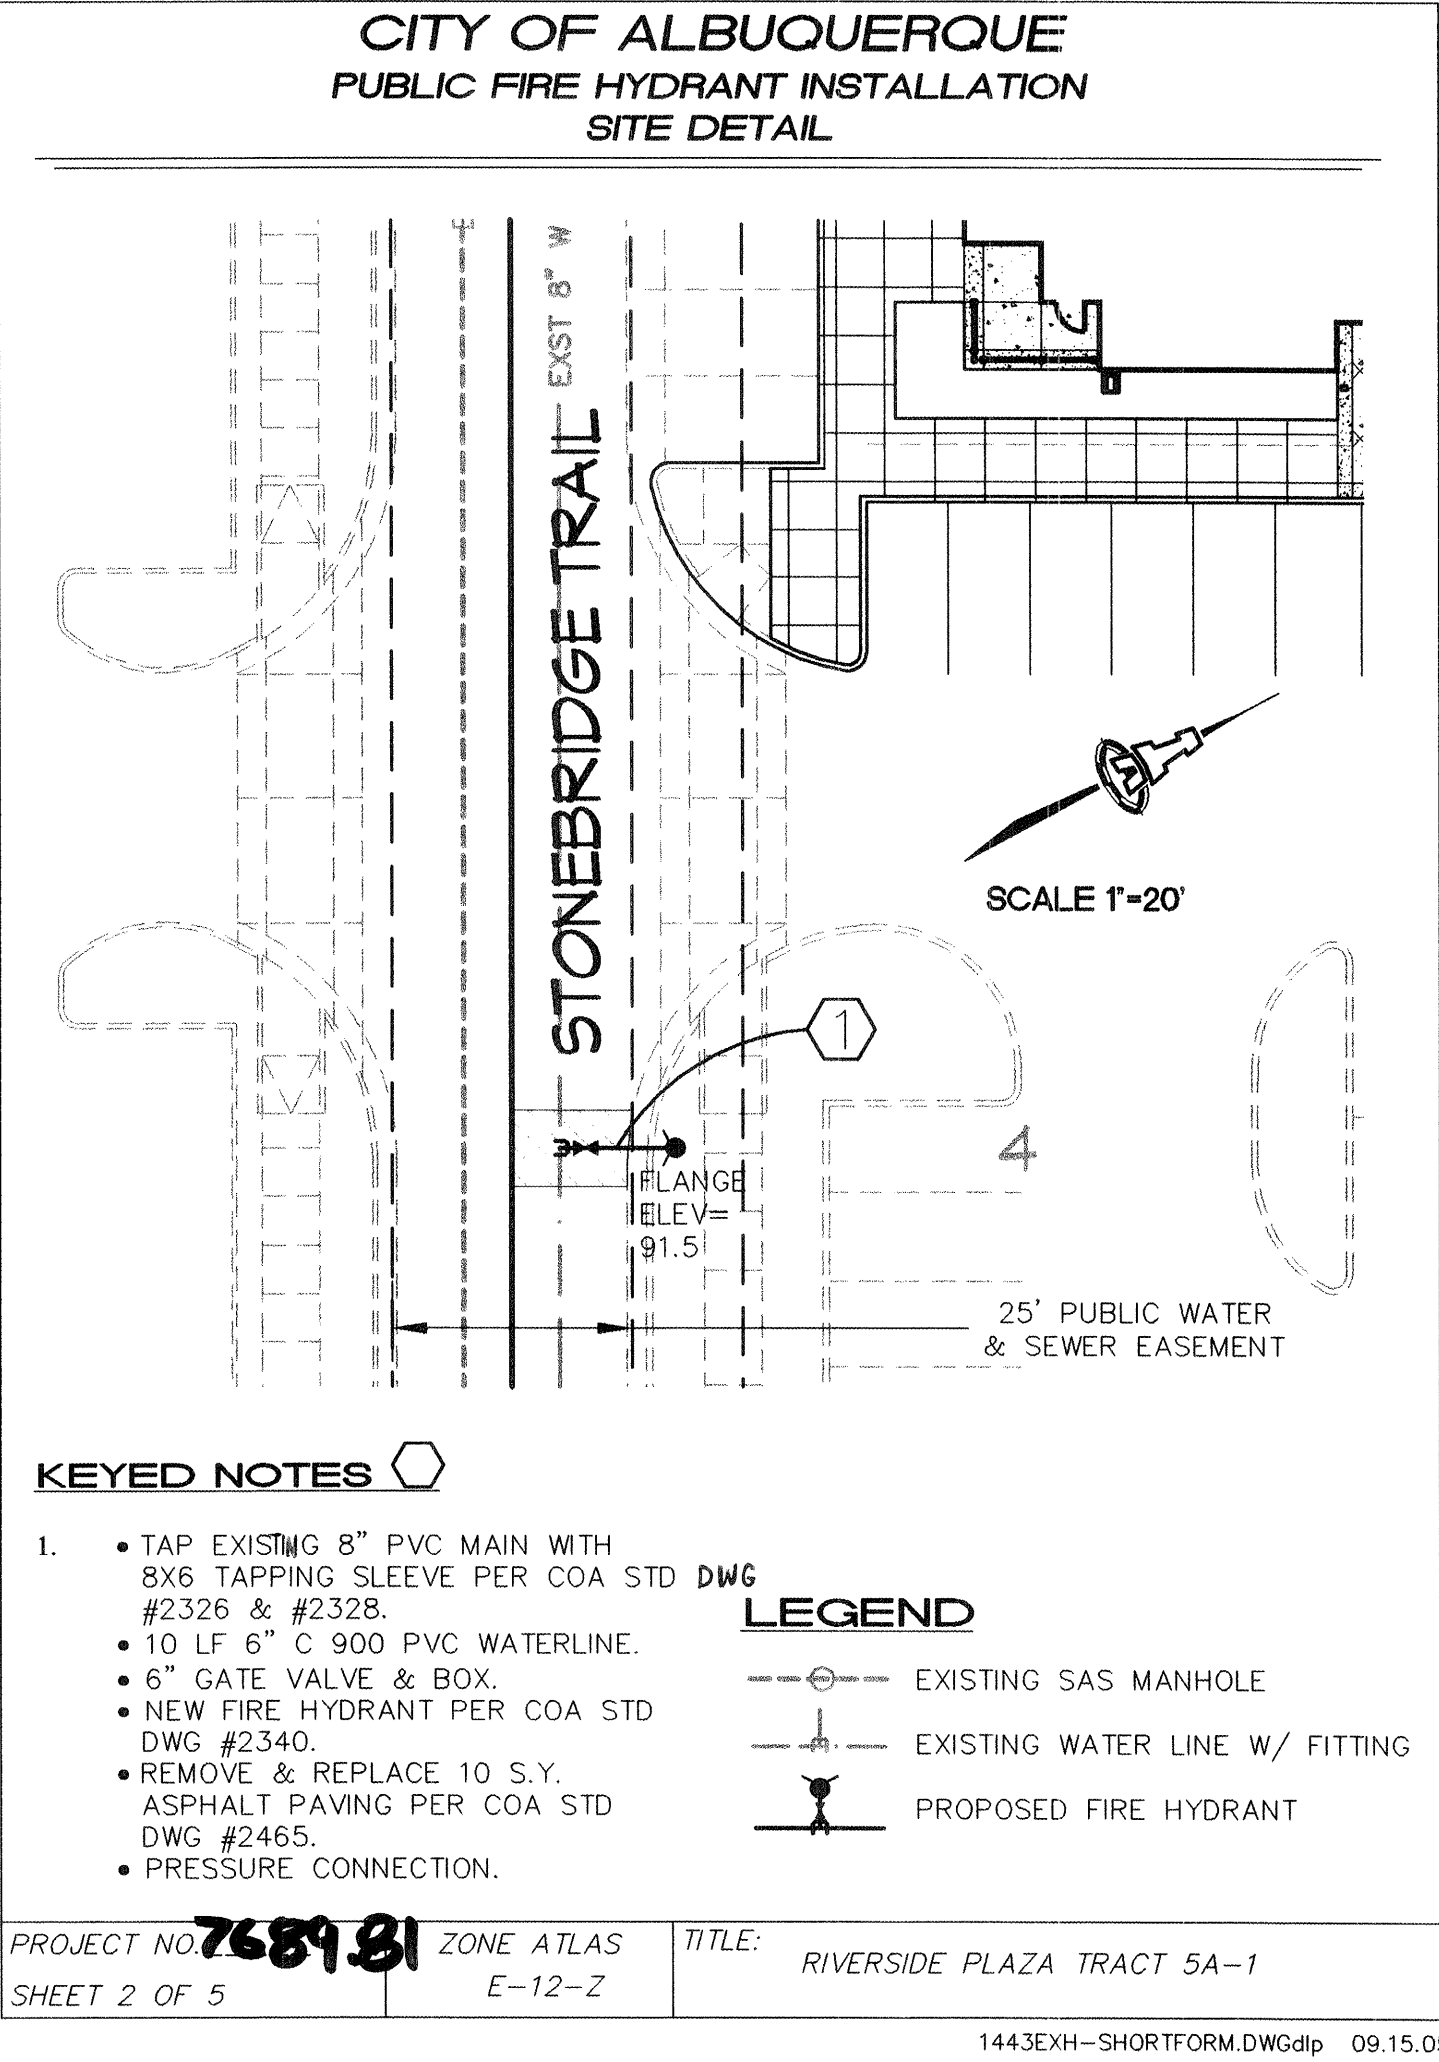 CITY OF ALBUQUERQUE
PUBLIC FIRE HYDRANT INSTALLATION
SITE DETAIL
EXST 8" W
STONEBRIDGE TRAIL
A
SCALE 1"=20'
1
4
FLANGE
ELEV=
91.5
25' PUBLIC WATER
& SEWER EASEMENT
KEYED NOTES
1. • TAP EXISTING 8" PVC MAIN WITH
8X6 TAPPING SLEEVE PER COA STD DWG
#2326 & #2328.
• 10 LF 6" C 900 PVC WATERLINE.
• 6" GATE VALVE & BOX.
• NEW FIRE HYDRANT PER COA STD
DWG #2340.
• REMOVE & REPLACE 10 S.Y.
ASPHALT PAVING PER COA STD
DWG #2465.
• PRESSURE CONNECTION.
LEGEND
EXISTING SAS MANHOLE
EXISTING WATER LINE W/ FITTING
PROPOSED FIRE HYDRANT
PROJECT NO. 7689.81
SHEET 2 OF 5
ZONE ATLAS
E-12-Z
TITLE:
RIVERSIDE PLAZA TRACT 5A-1
1443EXH-SHORTFORM.DWGdlp 09.15.0